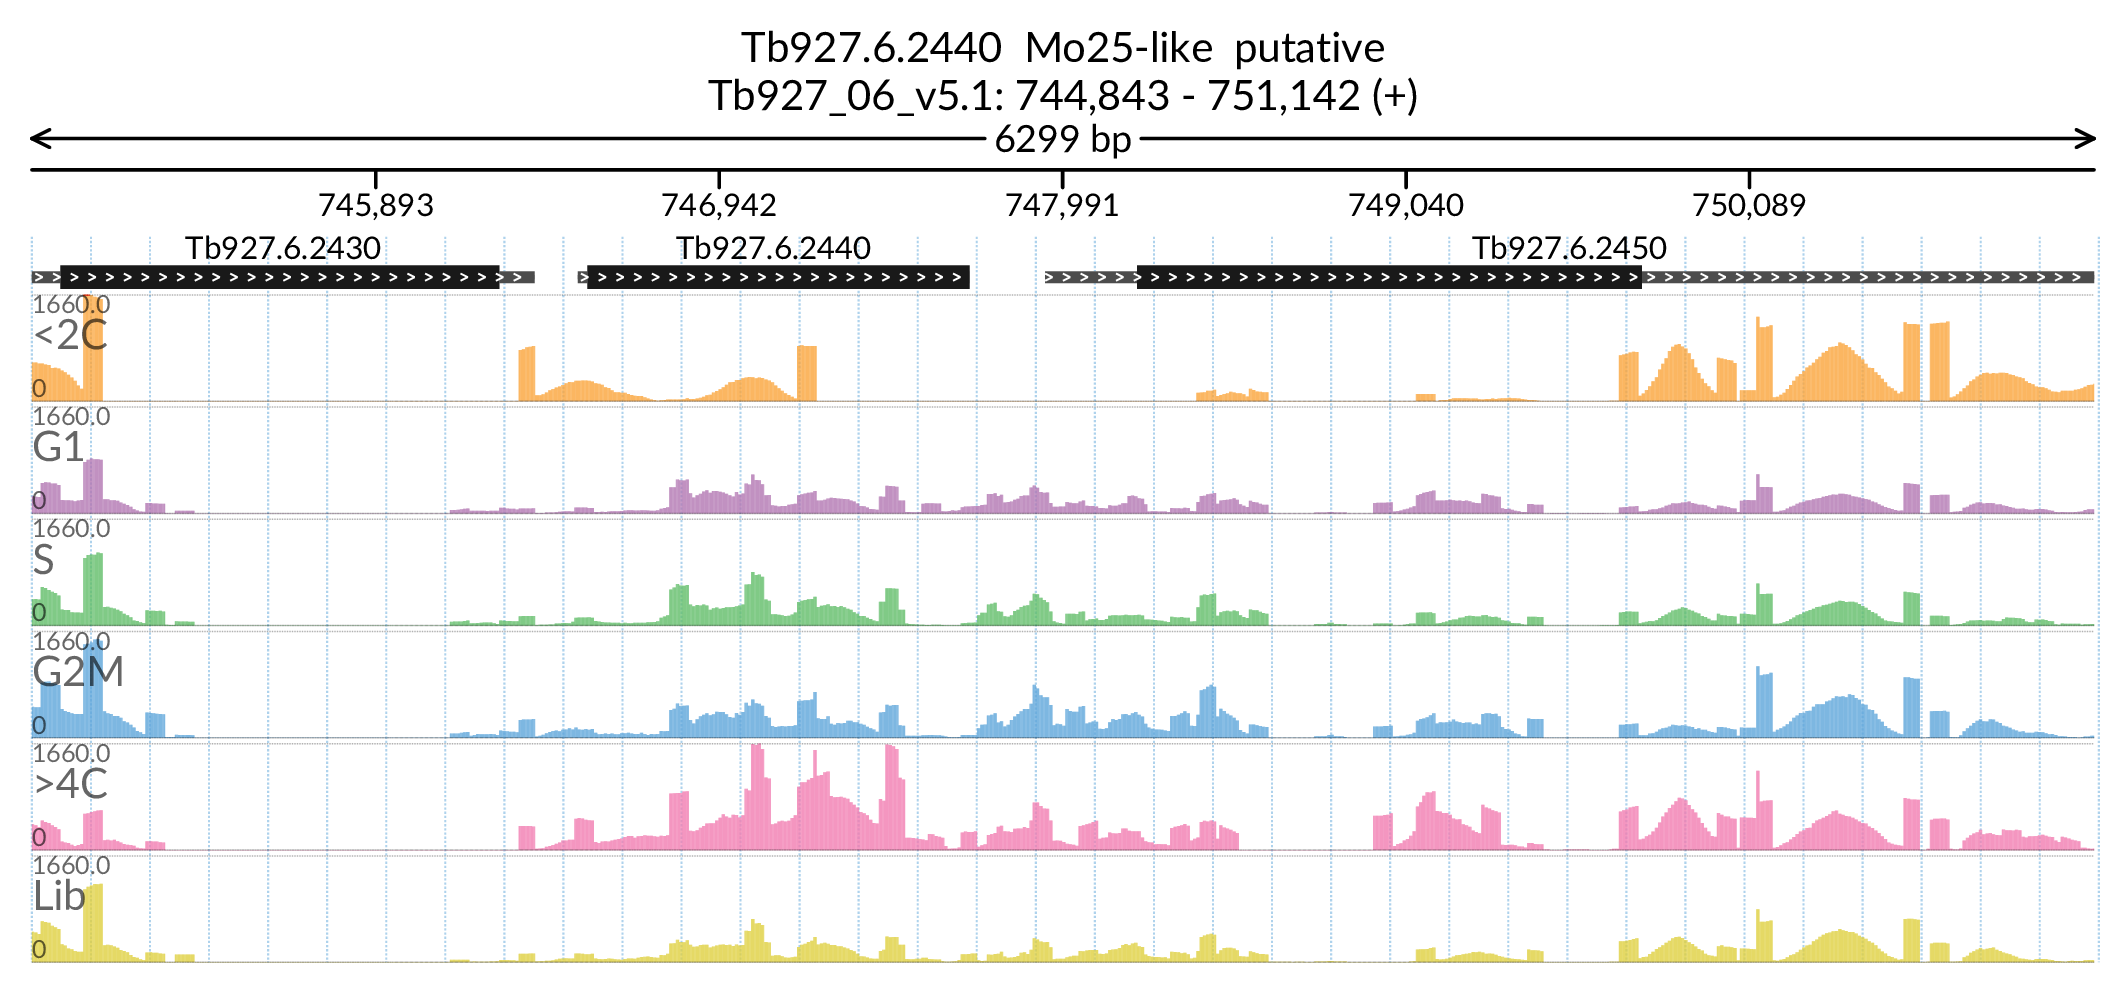 Tb927.6.2440 Mo25-like putative
Tb927_06_v5.1: 744,843 - 751,142 (+)
6299 bp
745,893 746,942 747,991 749,040 750,089
Tb927.6.2430 Tb927.6.2440 Tb927.6.2450
1660.0
<2C
0
1660.0
G1
0
1660.0
S
0
1660.0
G2M
0
1660.0
>4C
0
1660.0
Lib
0